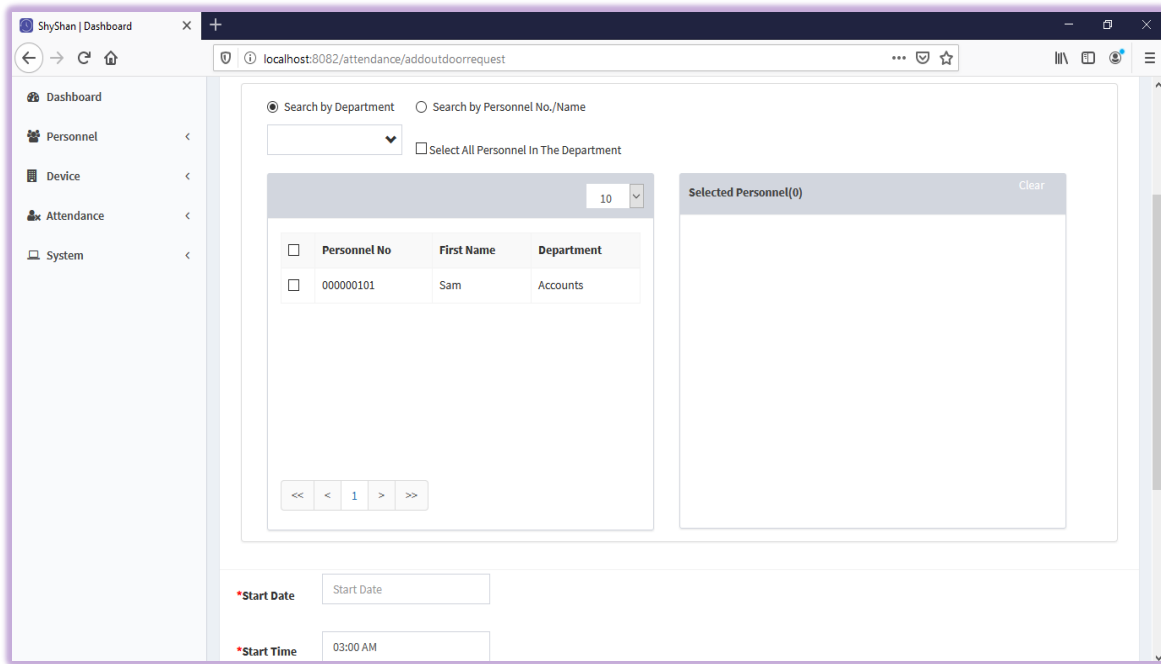 ShyShan | Dashboard
localhost:8082/attendance/addoutdoorrequest
Dashboard
Personnel
Device
Attendance
System
Search by Department
Search by Personnel No./Name
Select All Personnel In The Department
10
Personnel No First Name Department
000000101 Sam Accounts
<< < 1 > >>
Selected Personnel(0)
Clear
*Start Date Start Date
*Start Time 03:00 AM